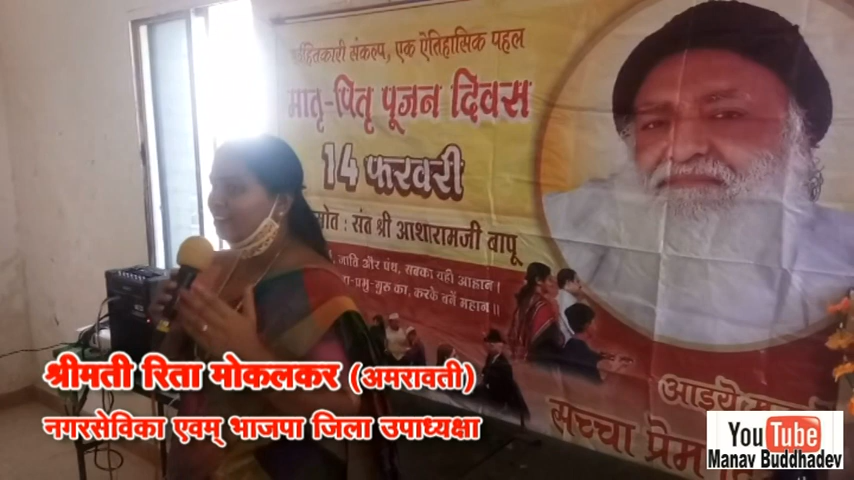 संकल्प, एक ऐतिहासिक पहल
मातृ-पितृ पूजन दिवस
14 फरवरी
संत श्री आशारामजी बापू
जाति और पंथ, सबका यही आह्वान।
करके बनें महान॥
सच्चा प्रेम
श्रीमती रिता मोकलकर (अमरावती)
नगरसेविका एवम् भाजपा जिला उपाध्यक्षा
YouTube
Manav Buddhadev